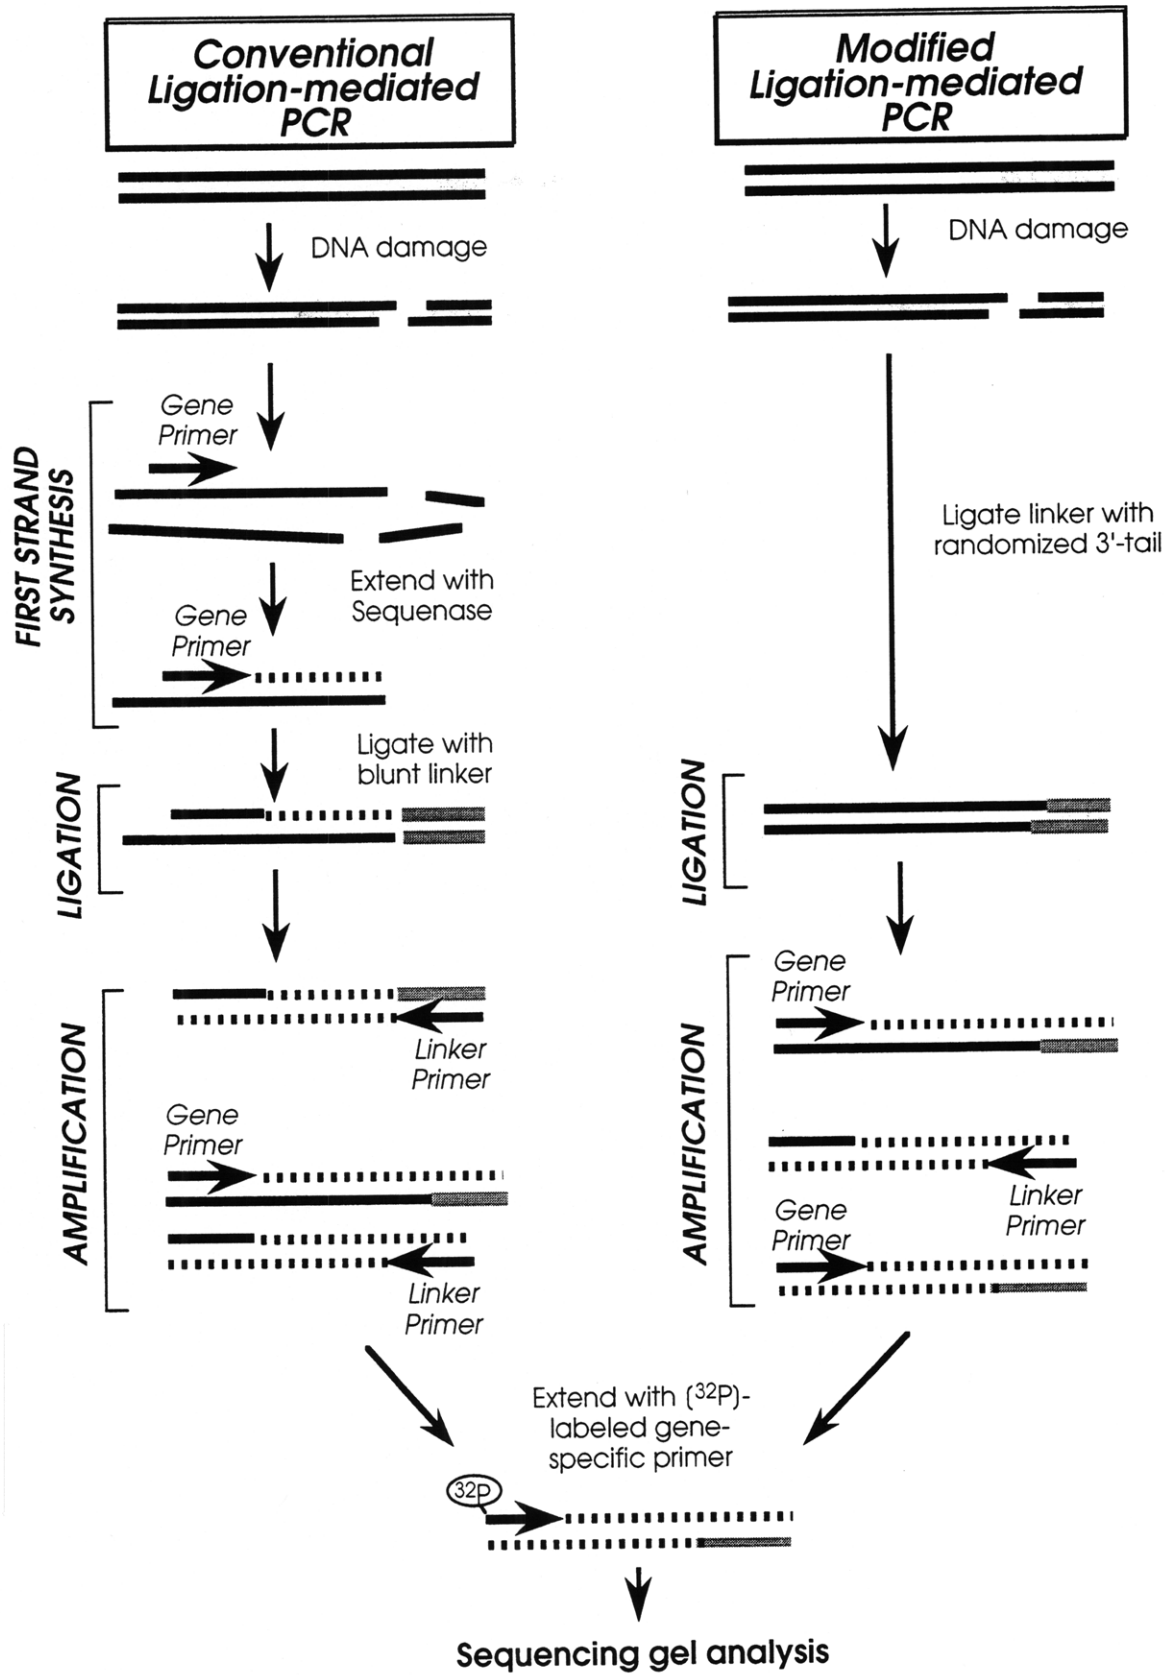 Conventional
Ligation-mediated
PCR
DNA damage
FIRST STRAND
SYNTHESIS
Gene
Primer
Extend with
Sequenase
Gene
Primer
Ligate with
blunt linker
LIGATION
AMPLIFICATION
Linker
Primer
Gene
Primer
Linker
Primer
Modified
Ligation-mediated
PCR
DNA damage
Ligate linker with
randomized 3'-tail
LIGATION
AMPLIFICATION
Gene
Primer
Linker
Primer
Gene
Primer
Extend with (32P)-
labeled gene-
specific primer
32P
Sequencing gel analysis